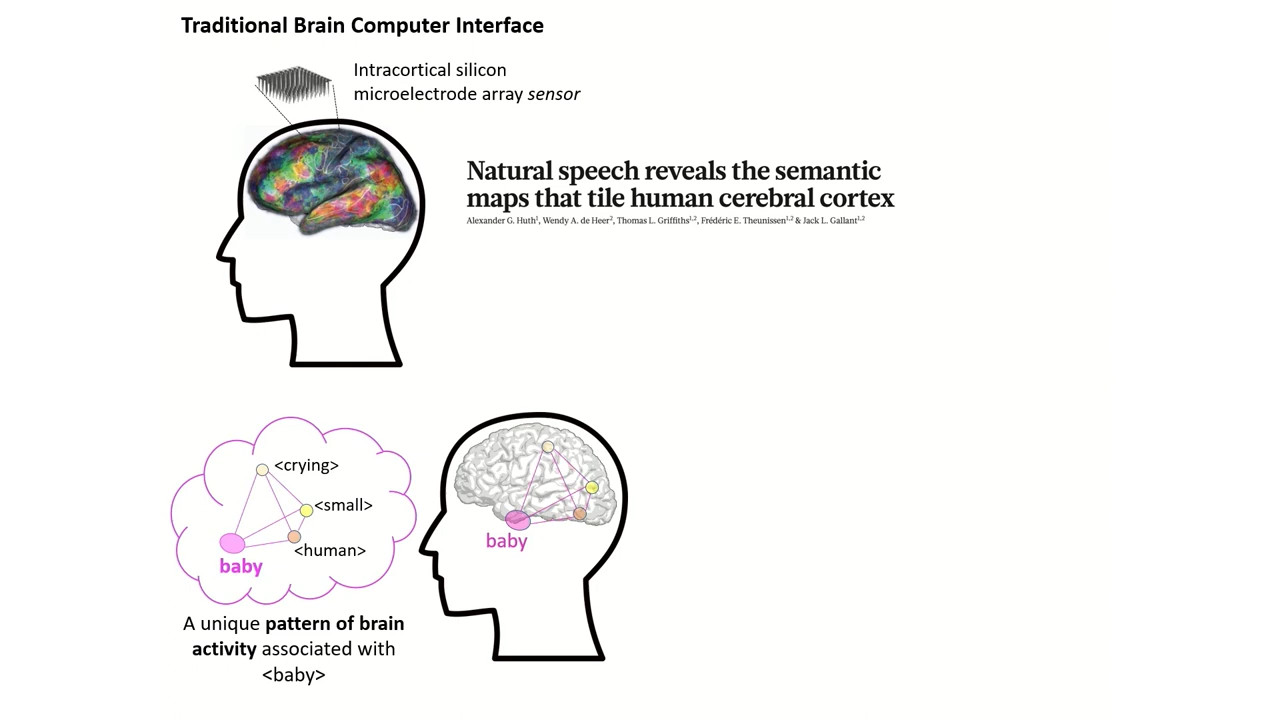 Traditional Brain Computer Interface
Intracortical silicon
microelectrode array sensor
Natural speech reveals the semantic
maps that tile human cerebral cortex
Alexander G. Huth¹, Wendy A. de Heer², Thomas L. Griffiths¹,², Frédéric E. Theunissen¹,² & Jack L. Gallant¹,²
<crying>
<small>
<human>
baby
A unique pattern of brain
activity associated with
<baby>
baby